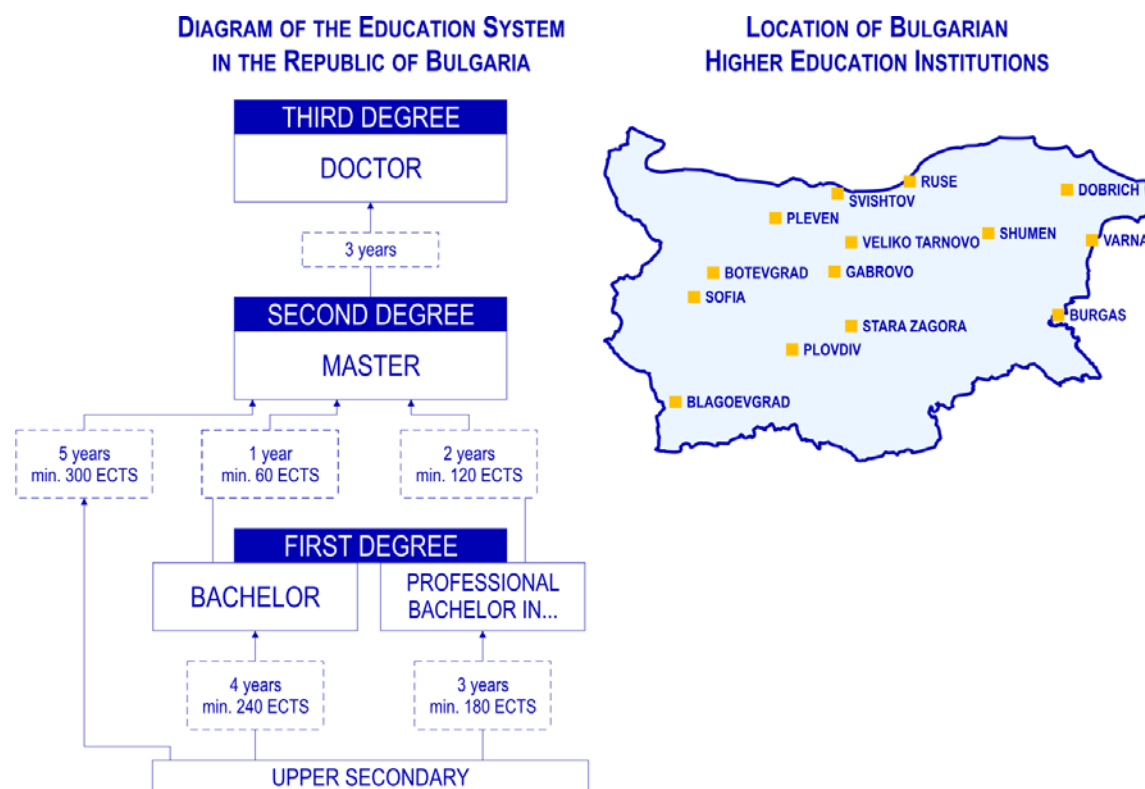 DIAGRAM OF THE EDUCATION SYSTEM
IN THE REPUBLIC OF BULGARIA
THIRD DEGREE
DOCTOR
3 years
SECOND DEGREE
MASTER
5 years
min. 300 ECTS
1 year
min. 60 ECTS
2 years
min. 120 ECTS
FIRST DEGREE
BACHELOR
PROFESSIONAL
BACHELOR IN...
4 years
min. 240 ECTS
3 years
min. 180 ECTS
UPPER SECONDARY
LOCATION OF BULGARIAN
HIGHER EDUCATION INSTITUTIONS
RUSE
SVISHTOV
DOBRICH
PLEVEN
VELIKO TARNOVO
SHUMEN
VARNA
BOTEVGRAD
GABROVO
SOFIA
BURGAS
STARA ZAGORA
PLOVDIV
BLAGOEVGRAD